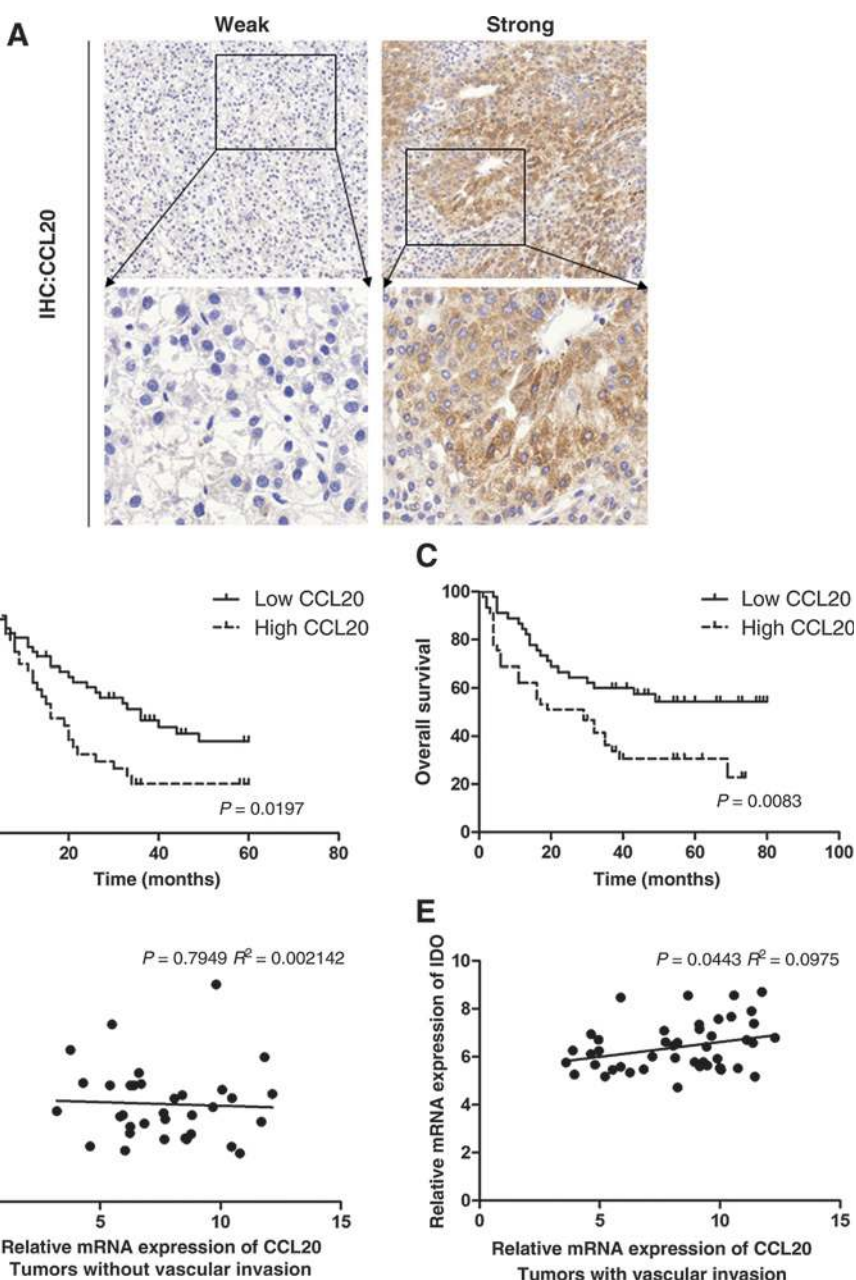 A
Weak
Strong
IHC:CCL20
Low CCL20
High CCL20
P = 0.0197
20
40
60
80
Time (months)
C
Overall survival
100
80
60
40
20
0
Low CCL20
High CCL20
P = 0.0083
0
20
40
60
80
100
Time (months)
P = 0.7949 R² = 0.002142
5
10
15
Relative mRNA expression of CCL20
Tumors without vascular invasion
E
Relative mRNA expression of IDO
10
8
6
4
2
0
P = 0.0443 R² = 0.0975
0
5
10
15
Relative mRNA expression of CCL20
Tumors with vascular invasion